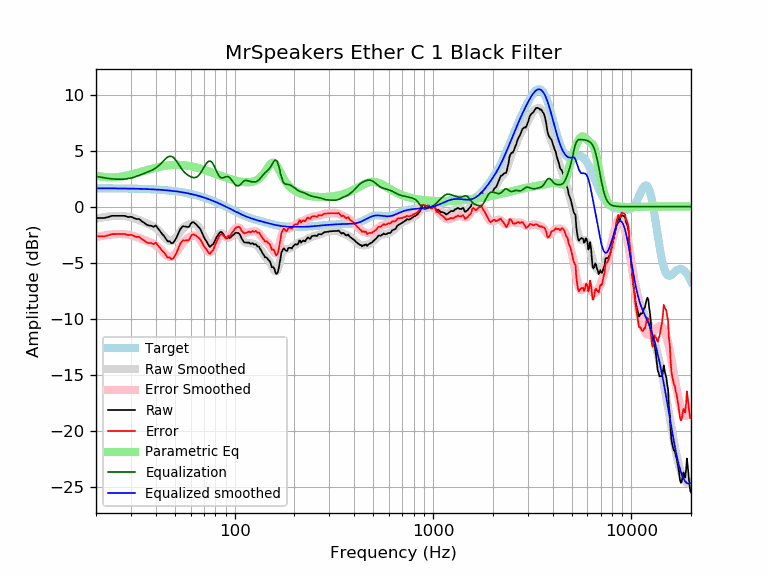 MrSpeakers Ether C 1 Black Filter
Amplitude (dBr)
10
5
0
−5
−10
−15
−20
−25
Target
Raw Smoothed
Error Smoothed
Raw
Error
Parametric Eq
Equalization
Equalized smoothed
100
1000
10000
Frequency (Hz)